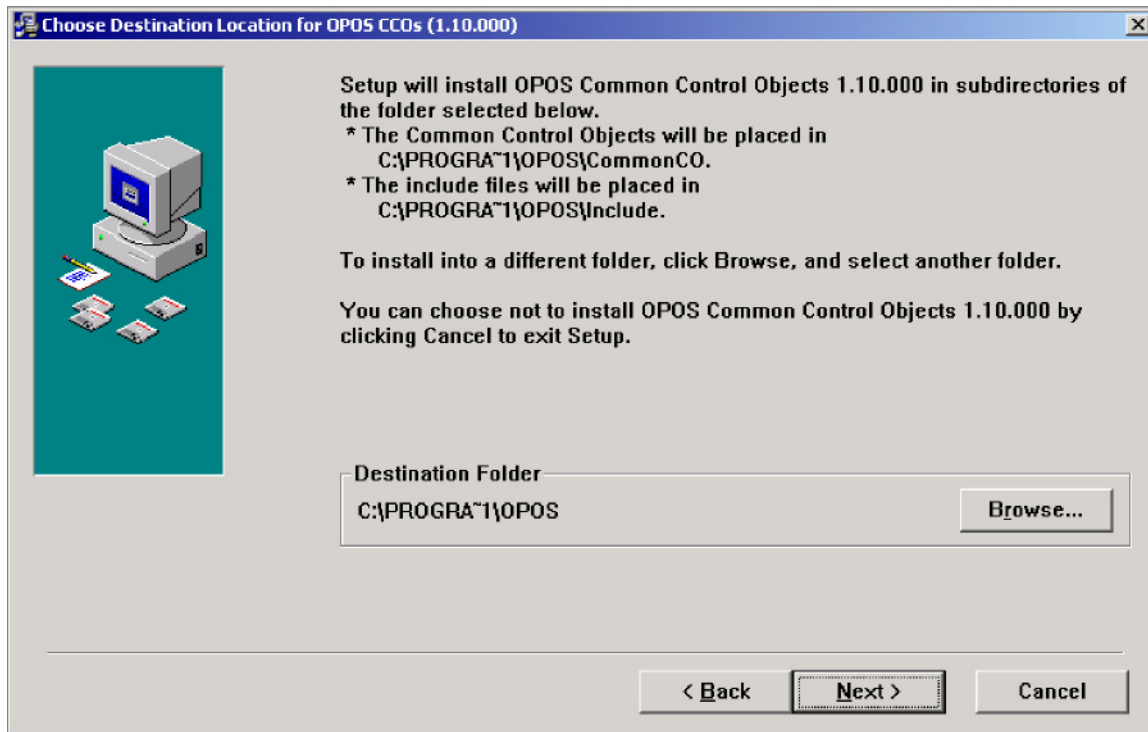 Choose Destination Location for OPOS CCOs (1.10.000)
Setup will install OPOS Common Control Objects 1.10.000 in subdirectories of
the folder selected below.
* The Common Control Objects will be placed in
C:\PROGRA~1\OPOS\CommonCO.
* The include files will be placed in
C:\PROGRA~1\OPOS\Include.
To install into a different folder, click Browse, and select another folder.
You can choose not to install OPOS Common Control Objects 1.10.000 by
clicking Cancel to exit Setup.
Destination Folder
C:\PROGRA~1\OPOS
Browse...
< Back
Next >
Cancel